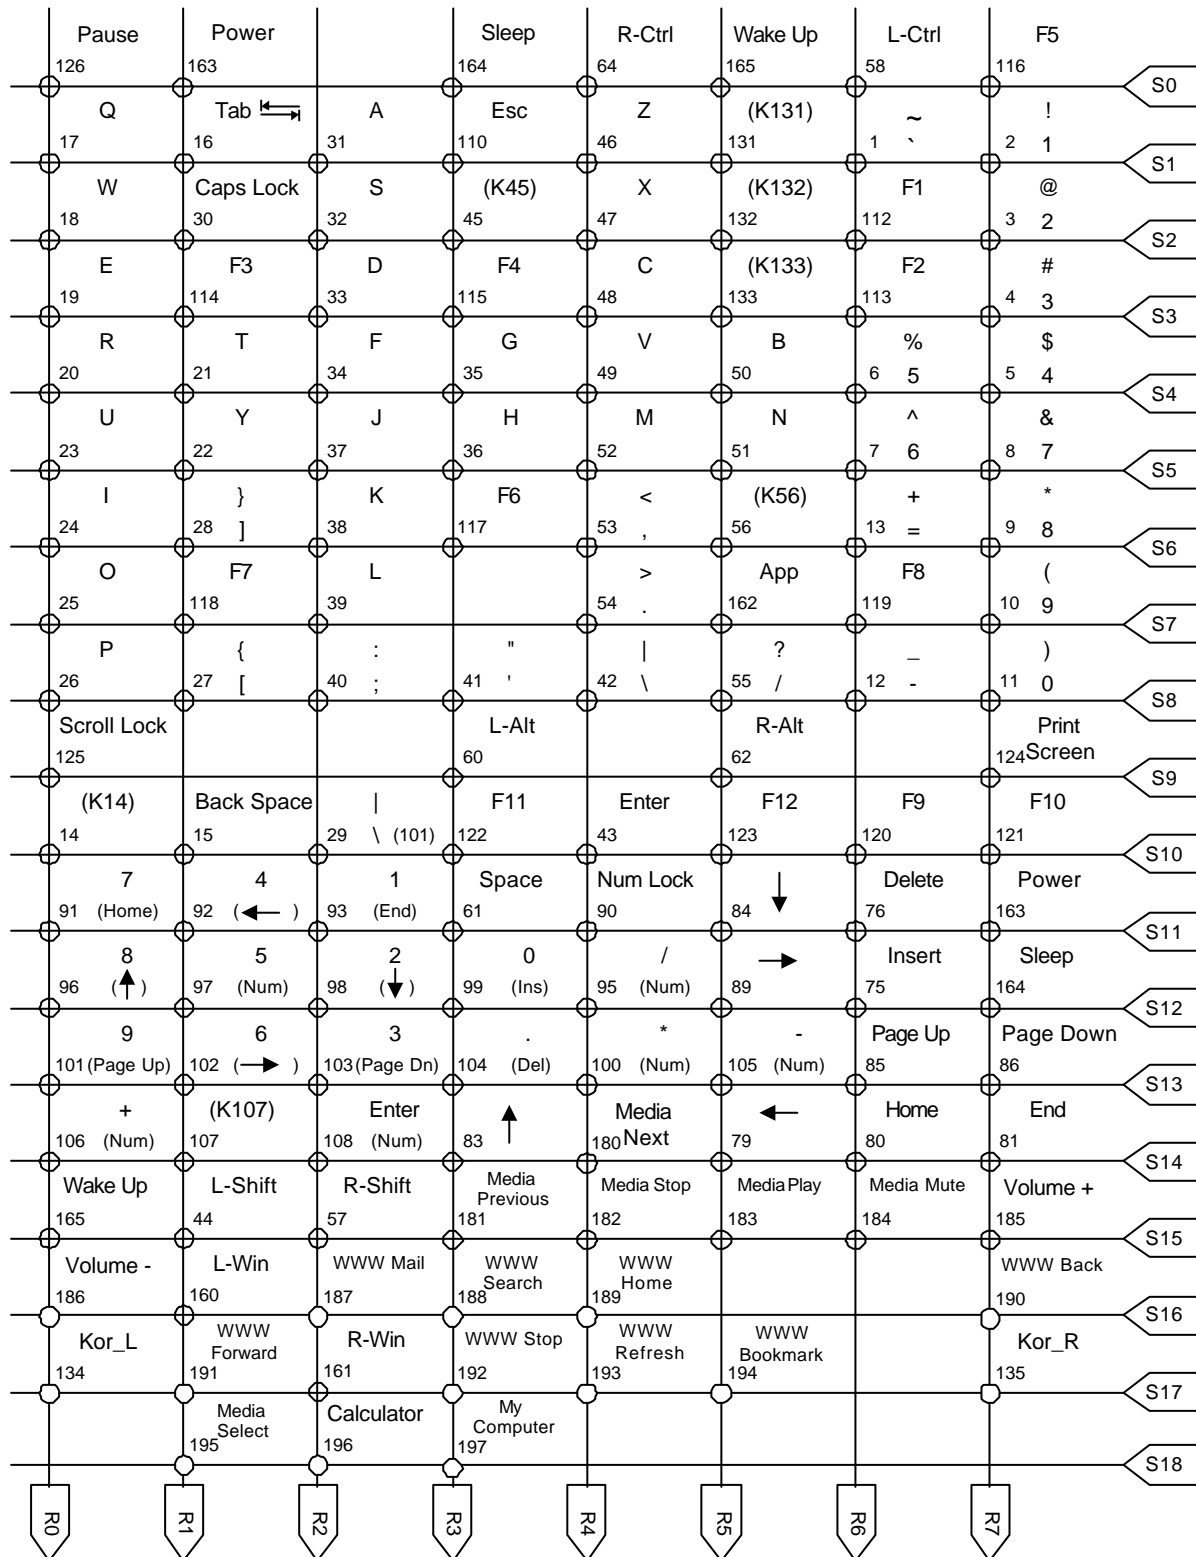 Pause Power Sleep R-Ctrl Wake Up L-Ctrl F5
126 163 164 64 165 58 116 S0
Q Tab A Esc Z (K131) ~ !
17 16 31 110 46 131 1 ` 2 1 S1
W Caps Lock S (K45) X (K132) F1 @
18 30 32 45 47 132 112 3 2 S2
E F3 D F4 C (K133) F2 #
19 114 33 115 48 133 113 4 3 S3
R T F G V B % $
20 21 34 35 49 50 6 5 5 4 S4
U Y J H M N ^ &
23 22 37 36 52 51 7 6 8 7 S5
I } K F6 < (K56) + *
24 28 ] 38 117 53 , 56 13 = 9 8 S6
O F7 L > App F8 (
25 118 39 54 . 162 119 10 9 S7
P { : " | ? _ )
26 27 [ 40 ; 41 ' 42 \ 55 / 12 - 11 0 S8
Scroll Lock L-Alt R-Alt Print
125 60 62 124 Screen S9
(K14) Back Space | F11 Enter F12 F9 F10
14 15 29 \ (101) 122 43 123 120 121 S10
7 4 1 Space Num Lock ↓ Delete Power
91 (Home) 92 (←) 93 (End) 61 90 84 76 163 S11
8 5 2 0 / → Insert Sleep
96 (↑) 97 (Num) 98 (↓) 99 (Ins) 95 (Num) 89 75 164 S12
9 6 3 . * - Page Up Page Down
101 (Page Up) 102 (→) 103 (Page Dn) 104 (Del) 100 (Num) 105 (Num) 85 86 S13
+ (K107) Enter ↑ Media ← Home End
106 (Num) 107 108 (Num) 83 180 Next 79 80 81 S14
Wake Up L-Shift R-Shift Media Previous Media Stop Media Play Media Mute Volume +
165 44 57 181 182 183 184 185 S15
Volume - L-Win WWW Mail WWW Search WWW Home WWW Back
186 160 187 188 189 190 S16
Kor_L WWW Forward R-Win WWW Stop WWW Refresh WWW Bookmark Kor_R
134 191 161 192 193 194 135 S17
Media Select Calculator My Computer
195 196 197 S18
R0 R1 R2 R3 R4 R5 R6 R7